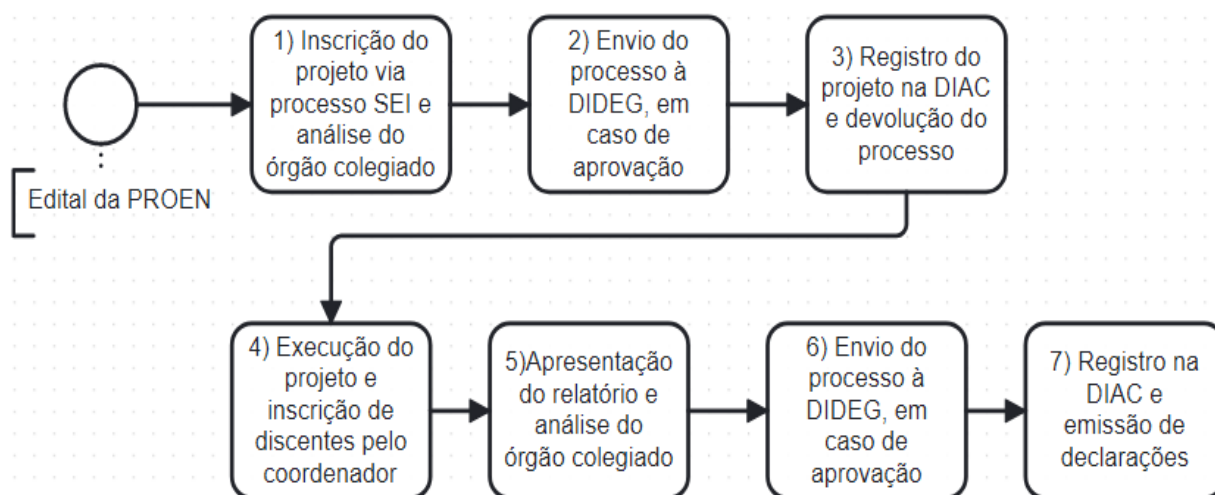 1) Inscrição do
projeto via
processo SEI e
análise do
órgão colegiado
2) Envio do
processo à
DIDEG, em
caso de
aprovação
3) Registro do
projeto na DIAC
e devolução do
processo
Edital da PROEN
4) Execução do
projeto e
inscrição de
discentes pelo
coordenador
5)Apresentação
do relatório e
análise do
órgão colegiado
6) Envio do
processo à
DIDEG, em
caso de
aprovação
7) Registro na
DIAC e
emissão de
declarações